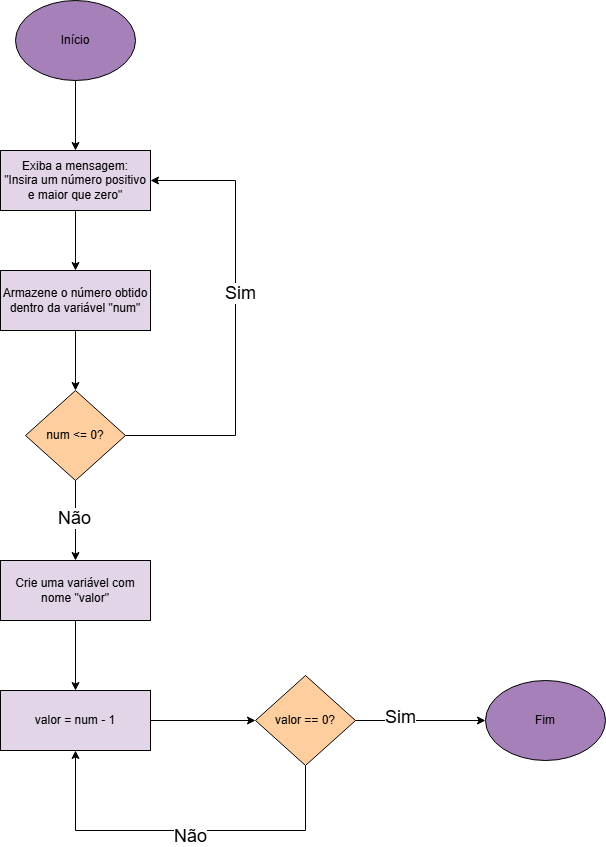 Início
Exiba a mensagem:
"Insira um número positivo
e maior que zero"
Armazene o número obtido
dentro da variável "num"
Sim
num <= 0?
Não
Crie uma variável com
nome "valor"
valor = num - 1
valor == 0?
Sim
Fim
Não